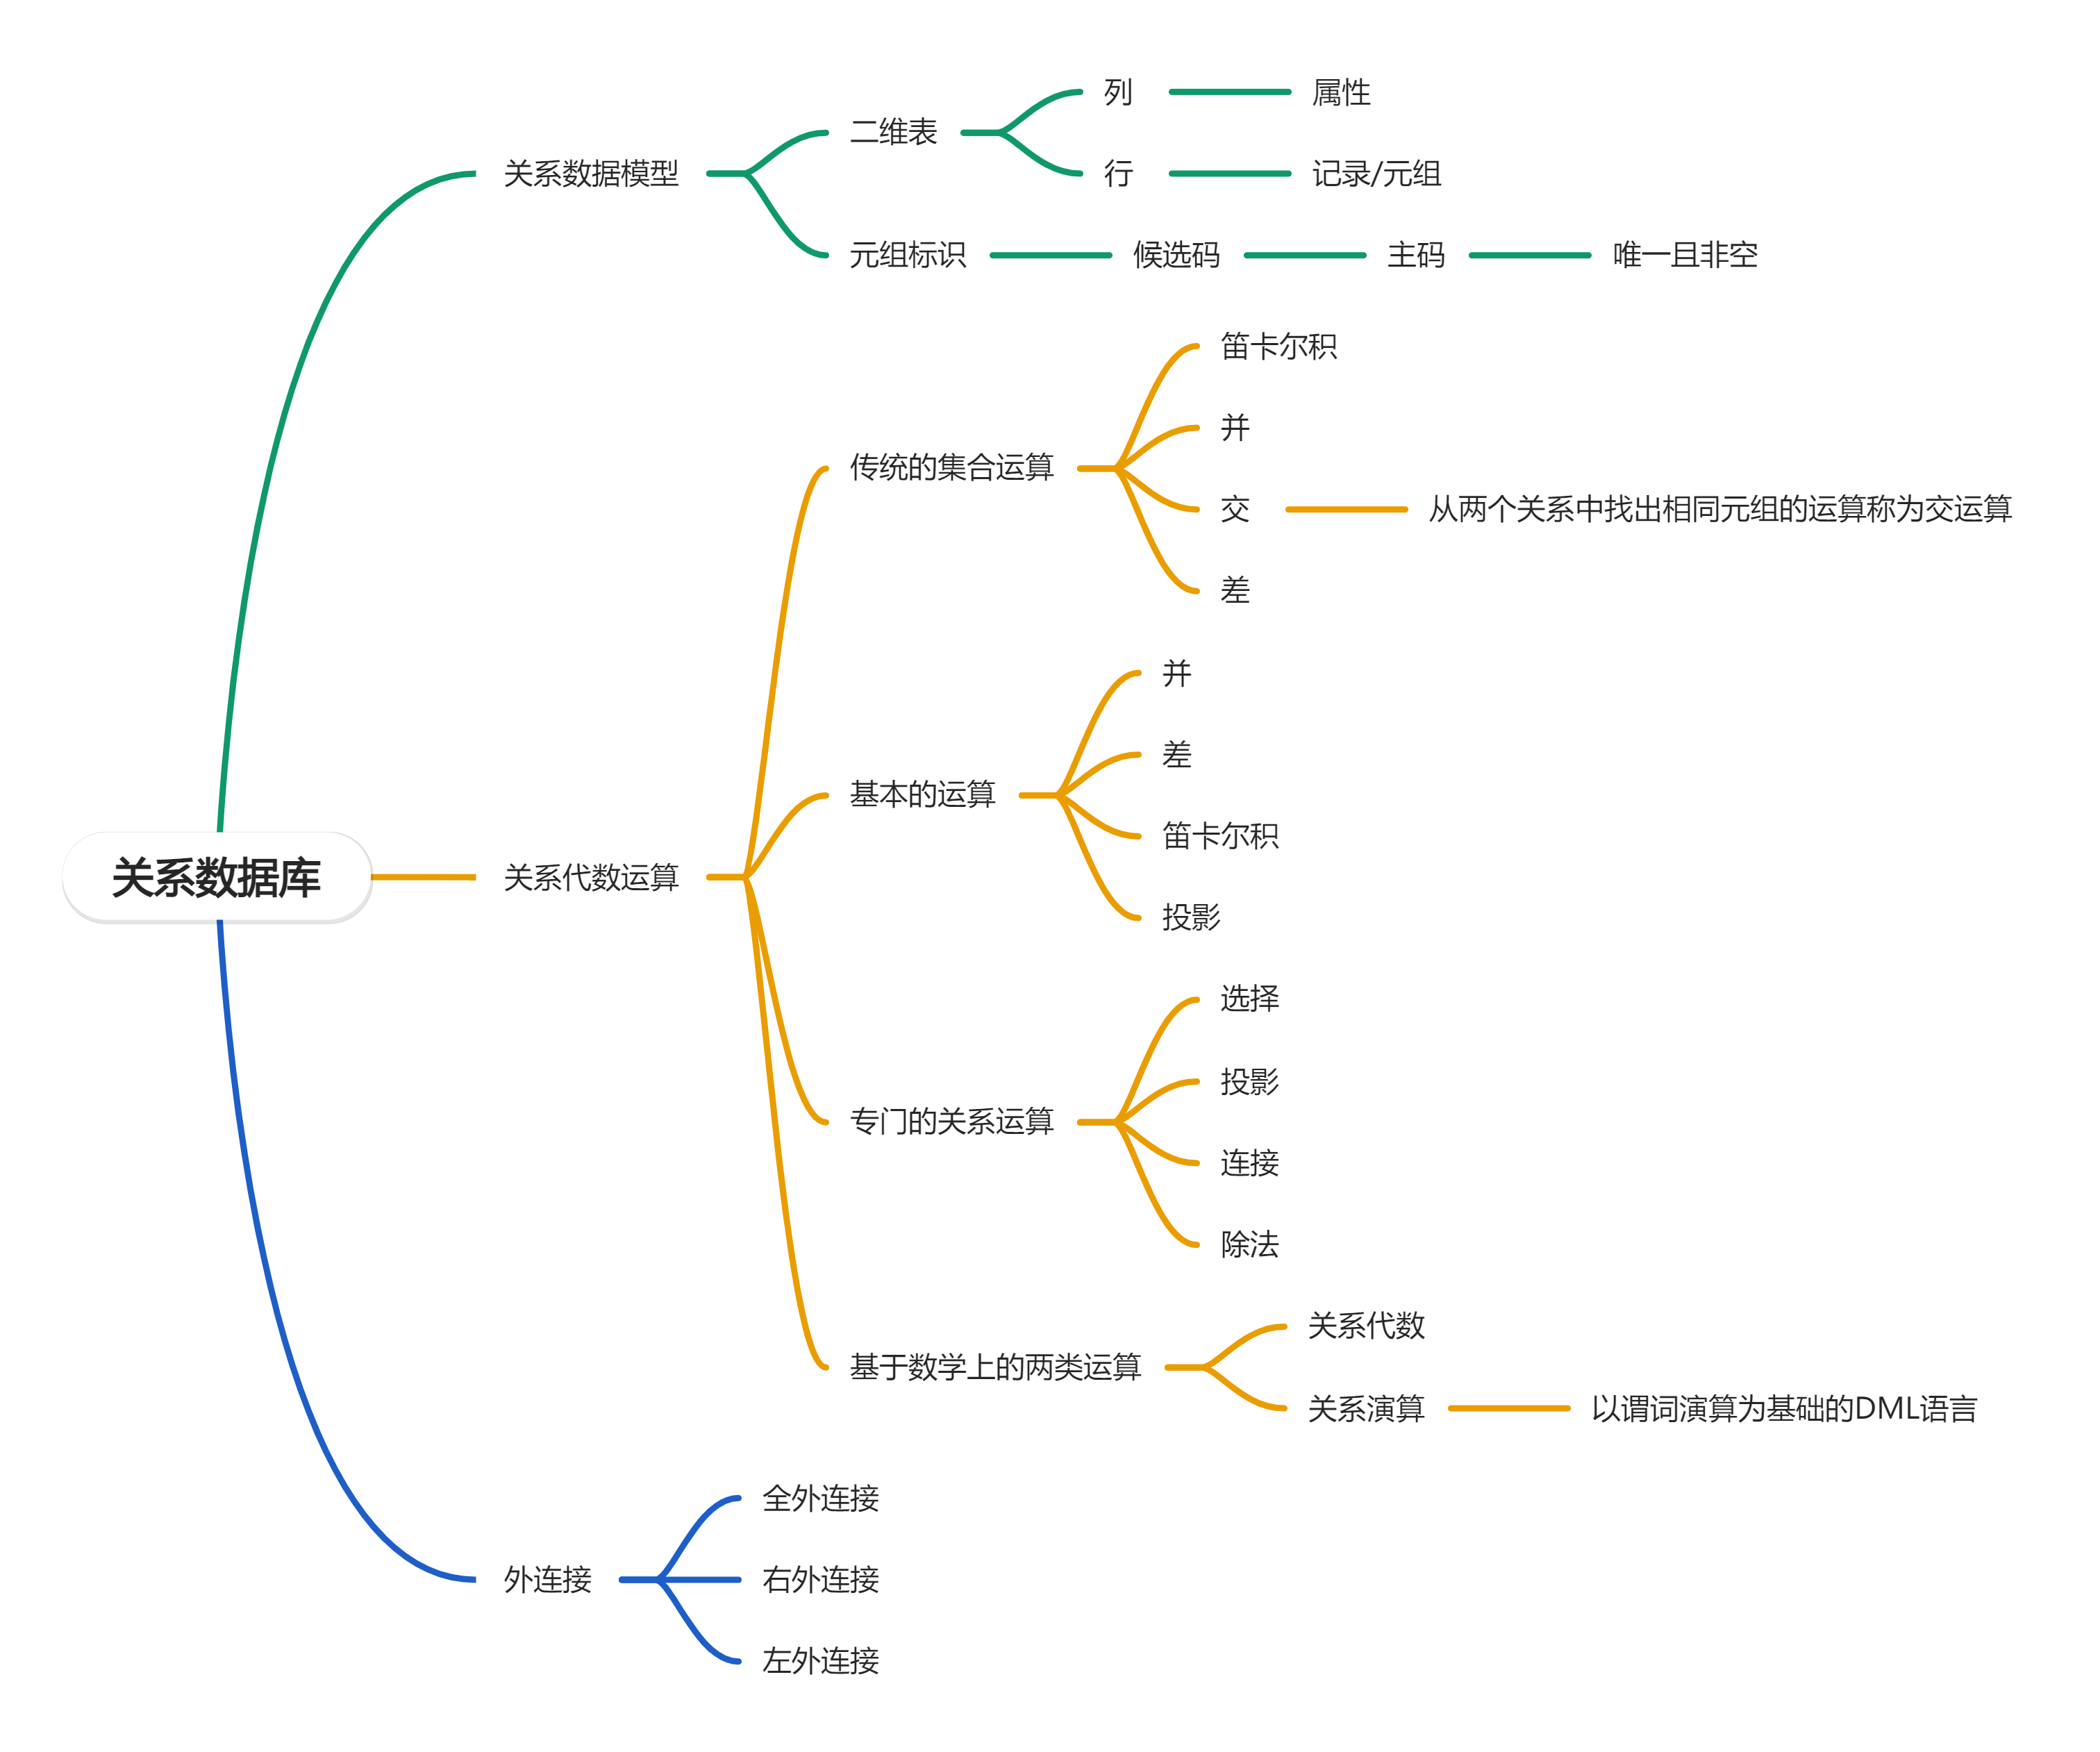 关系数据库
关系数据模型
二维表
列
属性
行
记录/元组
元组标识
候选码
主码
唯一且非空
关系代数运算
传统的集合运算
笛卡尔积
并
交
从两个关系中找出相同元组的运算称为交运算
差
基本的运算
并
差
笛卡尔积
投影
专门的关系运算
选择
投影
连接
除法
基于数学上的两类运算
关系代数
关系演算
以谓词演算为基础的DML语言
外连接
全外连接
右外连接
左外连接